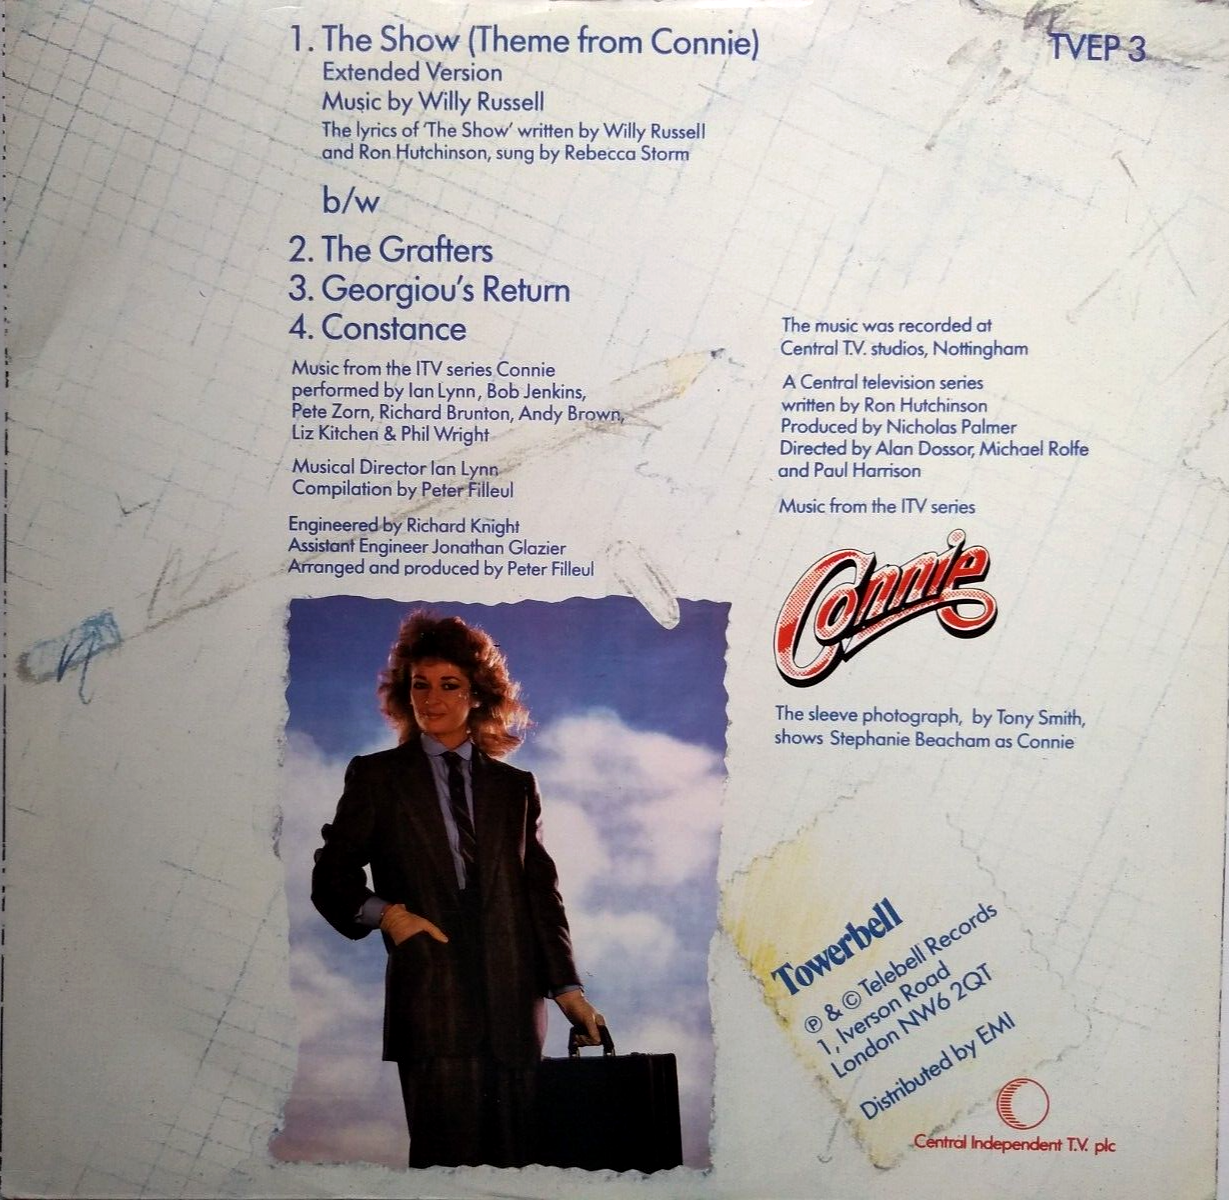 1. The Show (Theme from Connie)
Extended Version
Music by Willy Russell
The lyrics of 'The Show' written by Willy Russell
and Ron Hutchinson, sung by Rebecca Storm
b/w
2. The Grafters
3. Georgiou's Return
4. Constance
Music from the ITV series Connie
performed by Ian Lynn, Bob Jenkins,
Pete Zorn, Richard Brunton, Andy Brown,
Liz Kitchen & Phil Wright
Musical Director Ian Lynn
Compilation by Peter Filleul
Engineered by Richard Knight
Assistant Engineer Jonathan Glazier
Arranged and produced by Peter Filleul
TVEP 3
The music was recorded at
Central T.V. studios, Nottingham
A Central television series
written by Ron Hutchinson
Produced by Nicholas Palmer
Directed by Alan Dossor, Michael Rolfe
and Paul Harrison
Music from the ITV series
Connie
The sleeve photograph, by Tony Smith,
shows Stephanie Beacham as Connie
Towerbell
℗ & © Telebell Records
1, Iverson Road
London NW6 2QT
Distributed by EMI
Central Independent T.V. plc